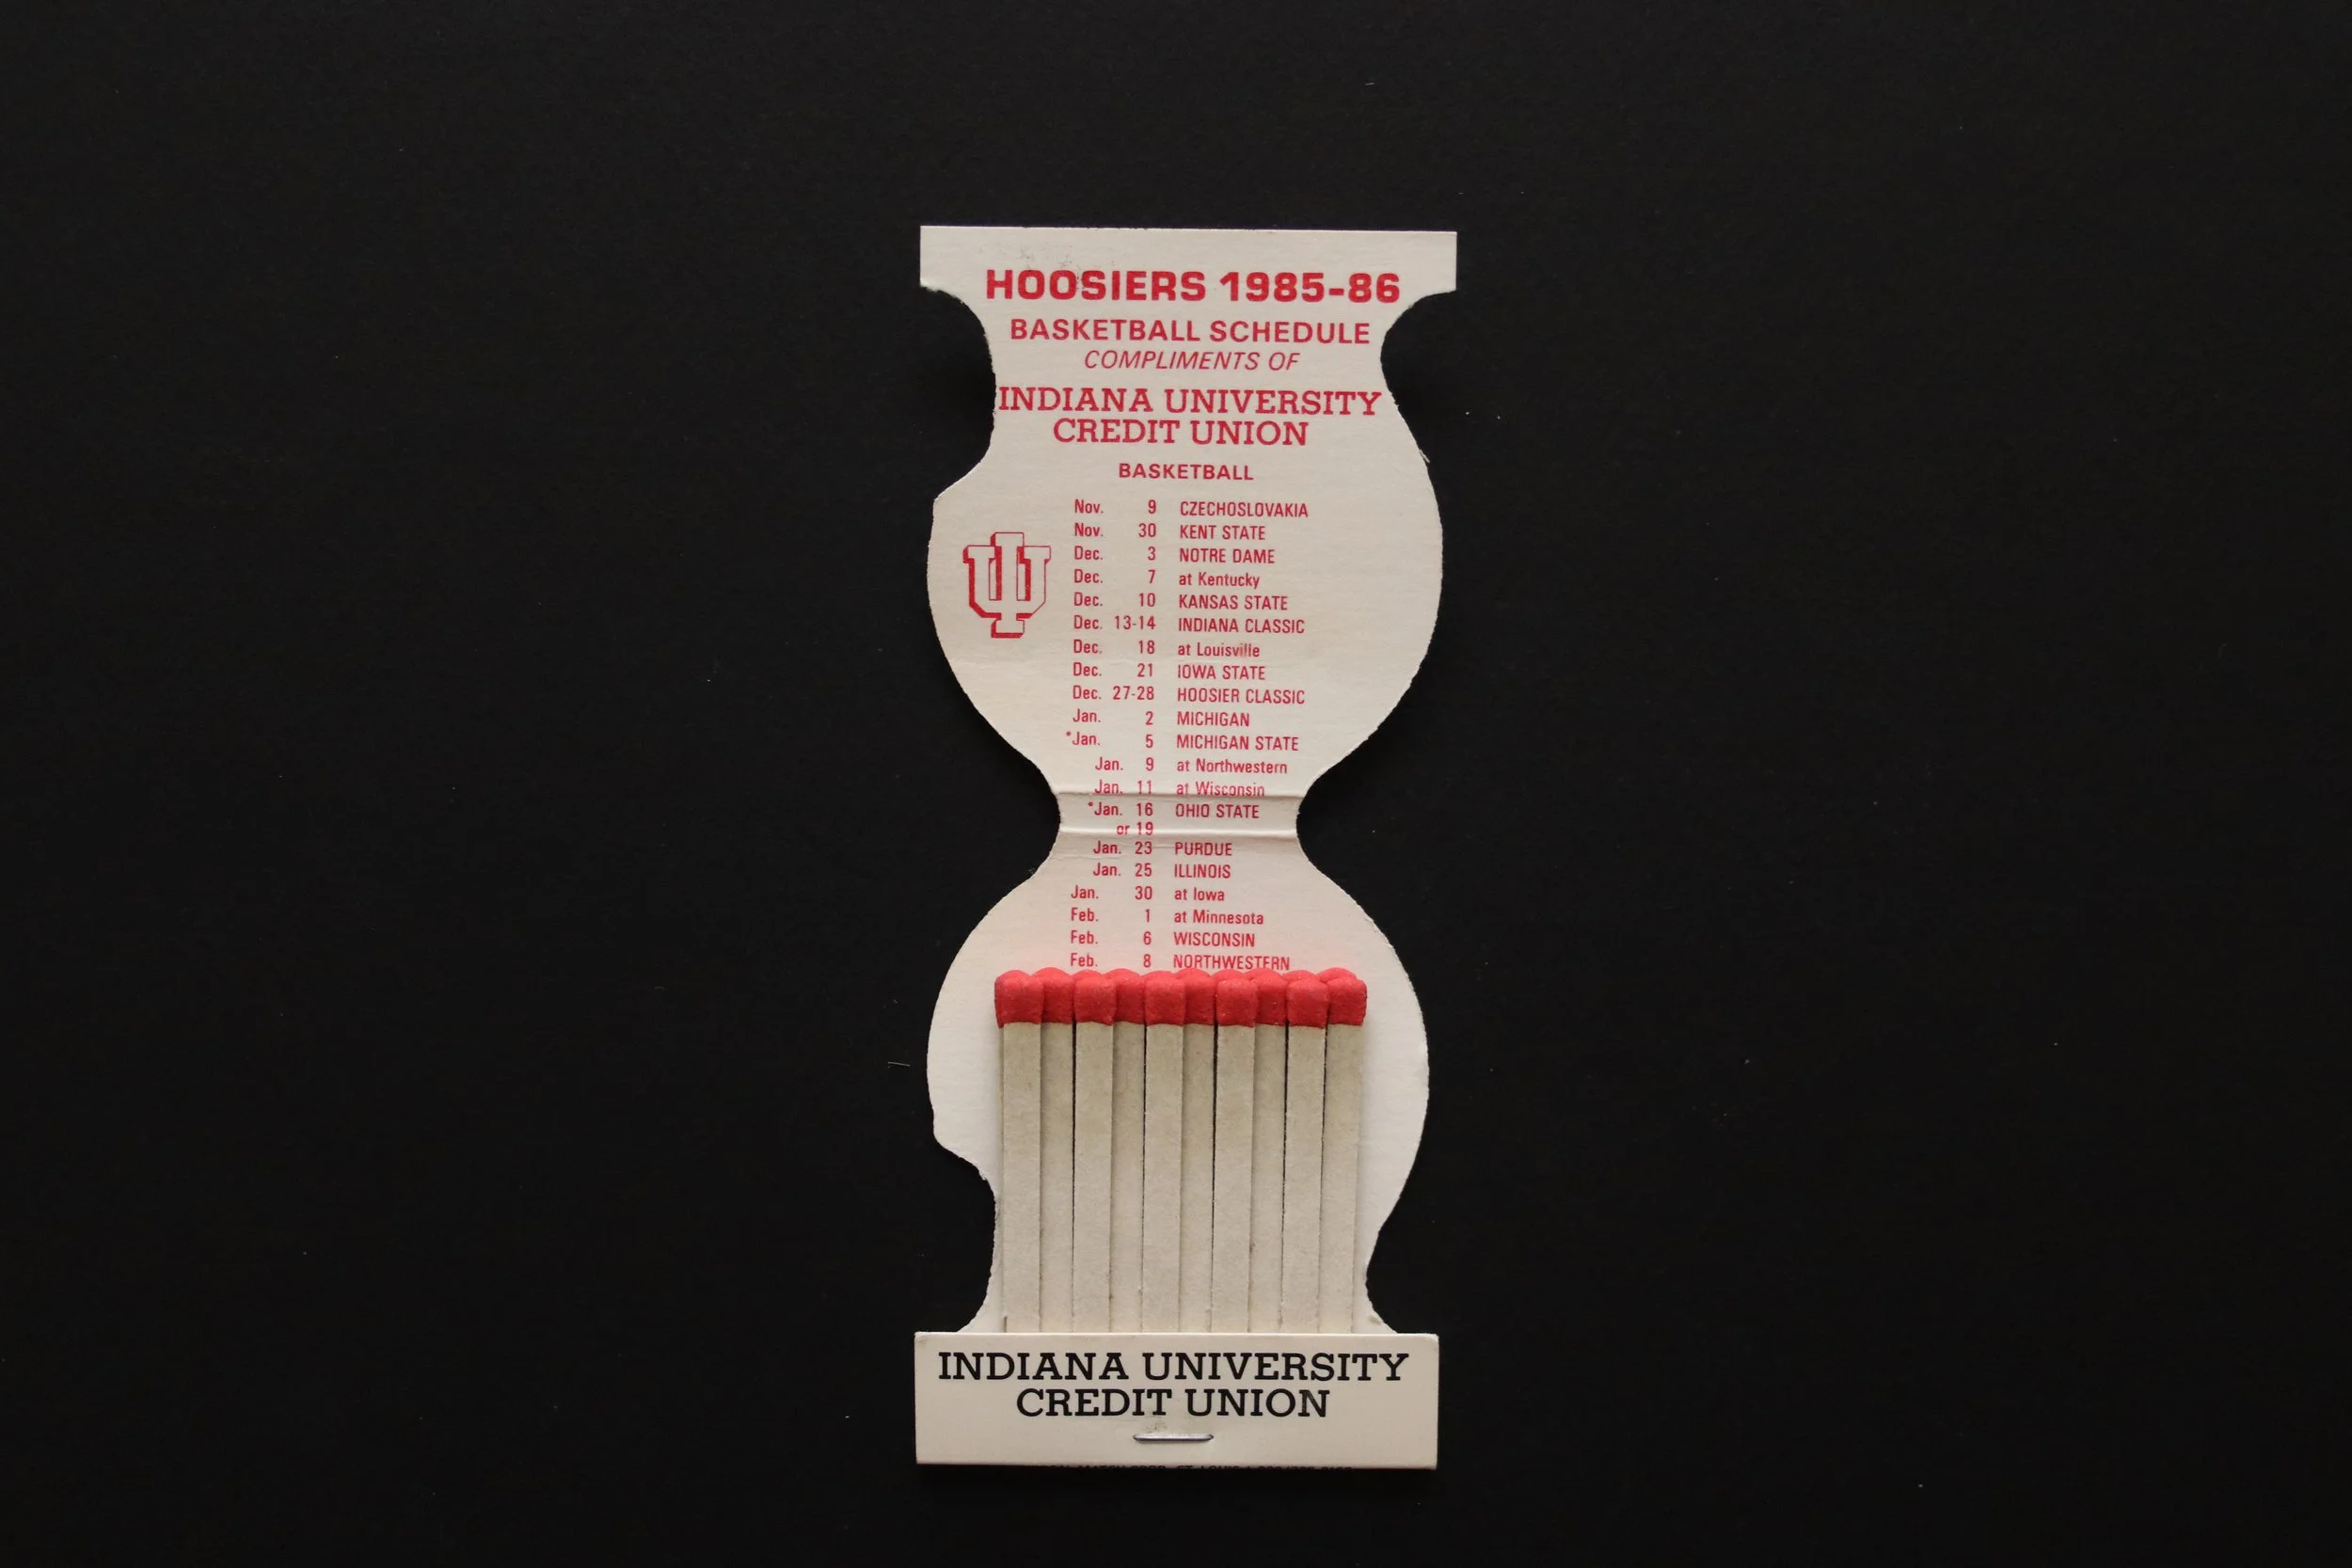 HOOSIERS 1985-86
BASKETBALL SCHEDULE
COMPLIMENTS OF
INDIANA UNIVERSITY
CREDIT UNION
BASKETBALL
Nov. 9 CZECHOSLOVAKIA
Nov. 30 KENT STATE
Dec. 3 NOTRE DAME
Dec. 7 at Kentucky
Dec. 10 KANSAS STATE
Dec. 13-14 INDIANA CLASSIC
Dec. 18 at Louisville
Dec. 21 IOWA STATE
Dec. 27-28 HOOSIER CLASSIC
Jan. 2 MICHIGAN
*Jan. 5 MICHIGAN STATE
Jan. 9 at Northwestern
Jan. 11 at Wisconsin
*Jan. 16 OHIO STATE
or 19
Jan. 23 PURDUE
Jan. 25 ILLINOIS
Jan. 30 at Iowa
Feb. 1 at Minnesota
Feb. 6 WISCONSIN
Feb. 8 NORTHWESTERN
INDIANA UNIVERSITY
CREDIT UNION